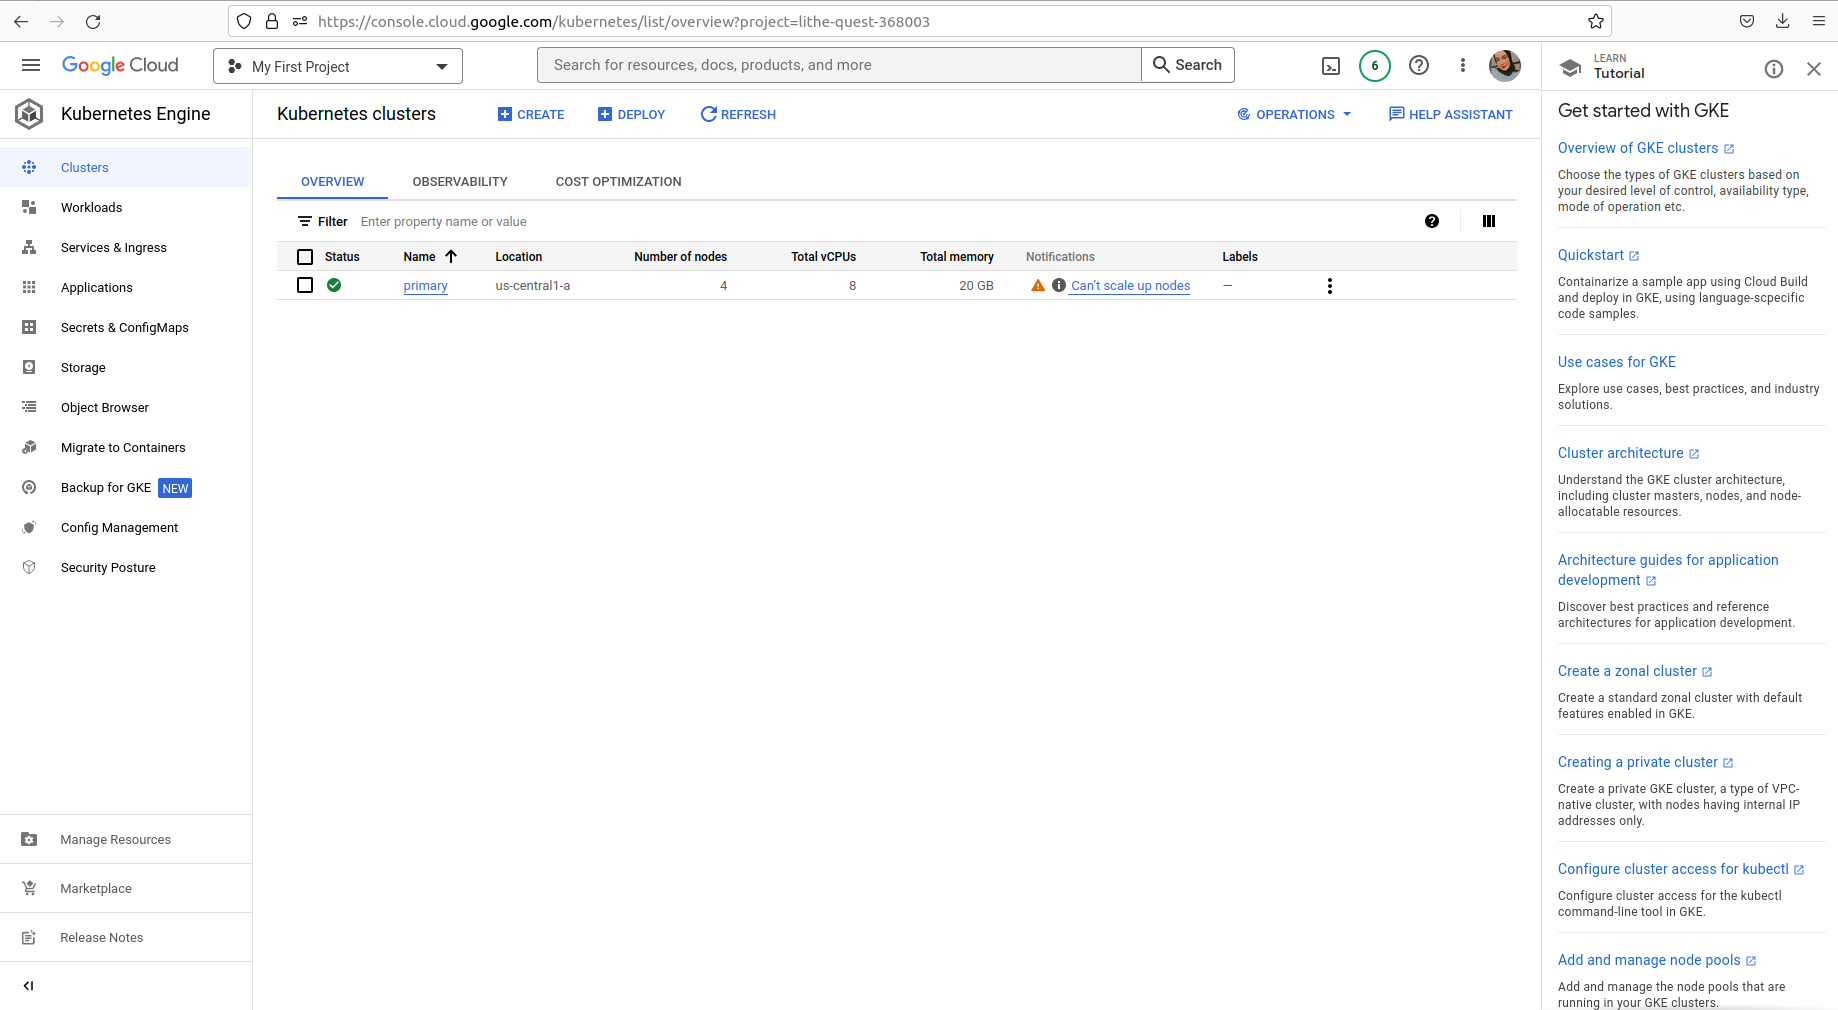 https://console.cloud.google.com/kubernetes/list/overview?project=lithe-quest-368003
Google Cloud
My First Project
Search for resources, docs, products, and more
Search
6
LEARN
Tutorial
Kubernetes Engine
Kubernetes clusters
CREATE
DEPLOY
REFRESH
OPERATIONS
HELP ASSISTANT
Clusters
Workloads
Services & Ingress
Applications
Secrets & ConfigMaps
Storage
Object Browser
Migrate to Containers
Backup for GKE NEW
Config Management
Security Posture
Manage Resources
Marketplace
Release Notes
OVERVIEW OBSERVABILITY COST OPTIMIZATION
Filter Enter property name or value
Status Name Location Number of nodes Total vCPUs Total memory Notifications Labels
primary us-central1-a 4 8 20 GB Can't scale up nodes —
Get started with GKE
Overview of GKE clusters
Choose the types of GKE clusters based on
your desired level of control, availability type,
mode of operation etc.
Quickstart
Containarize a sample app using Cloud Build
and deploy in GKE, using language-scpecific
code samples.
Use cases for GKE
Explore use cases, best practices, and industry
solutions.
Cluster architecture
Understand the GKE cluster architecture,
including cluster masters, nodes, and node-
allocatable resources.
Architecture guides for application
development
Discover best practices and reference
architectures for application development.
Create a zonal cluster
Create a standard zonal cluster with default
features enabled in GKE.
Creating a private cluster
Create a private GKE cluster, a type of VPC-
native cluster, with nodes having internal IP
addresses only.
Configure cluster access for kubectl
Configure cluster access for the kubectl
command-line tool in GKE.
Add and manage node pools
Add and manage the node pools that are
running in your GKE clusters.